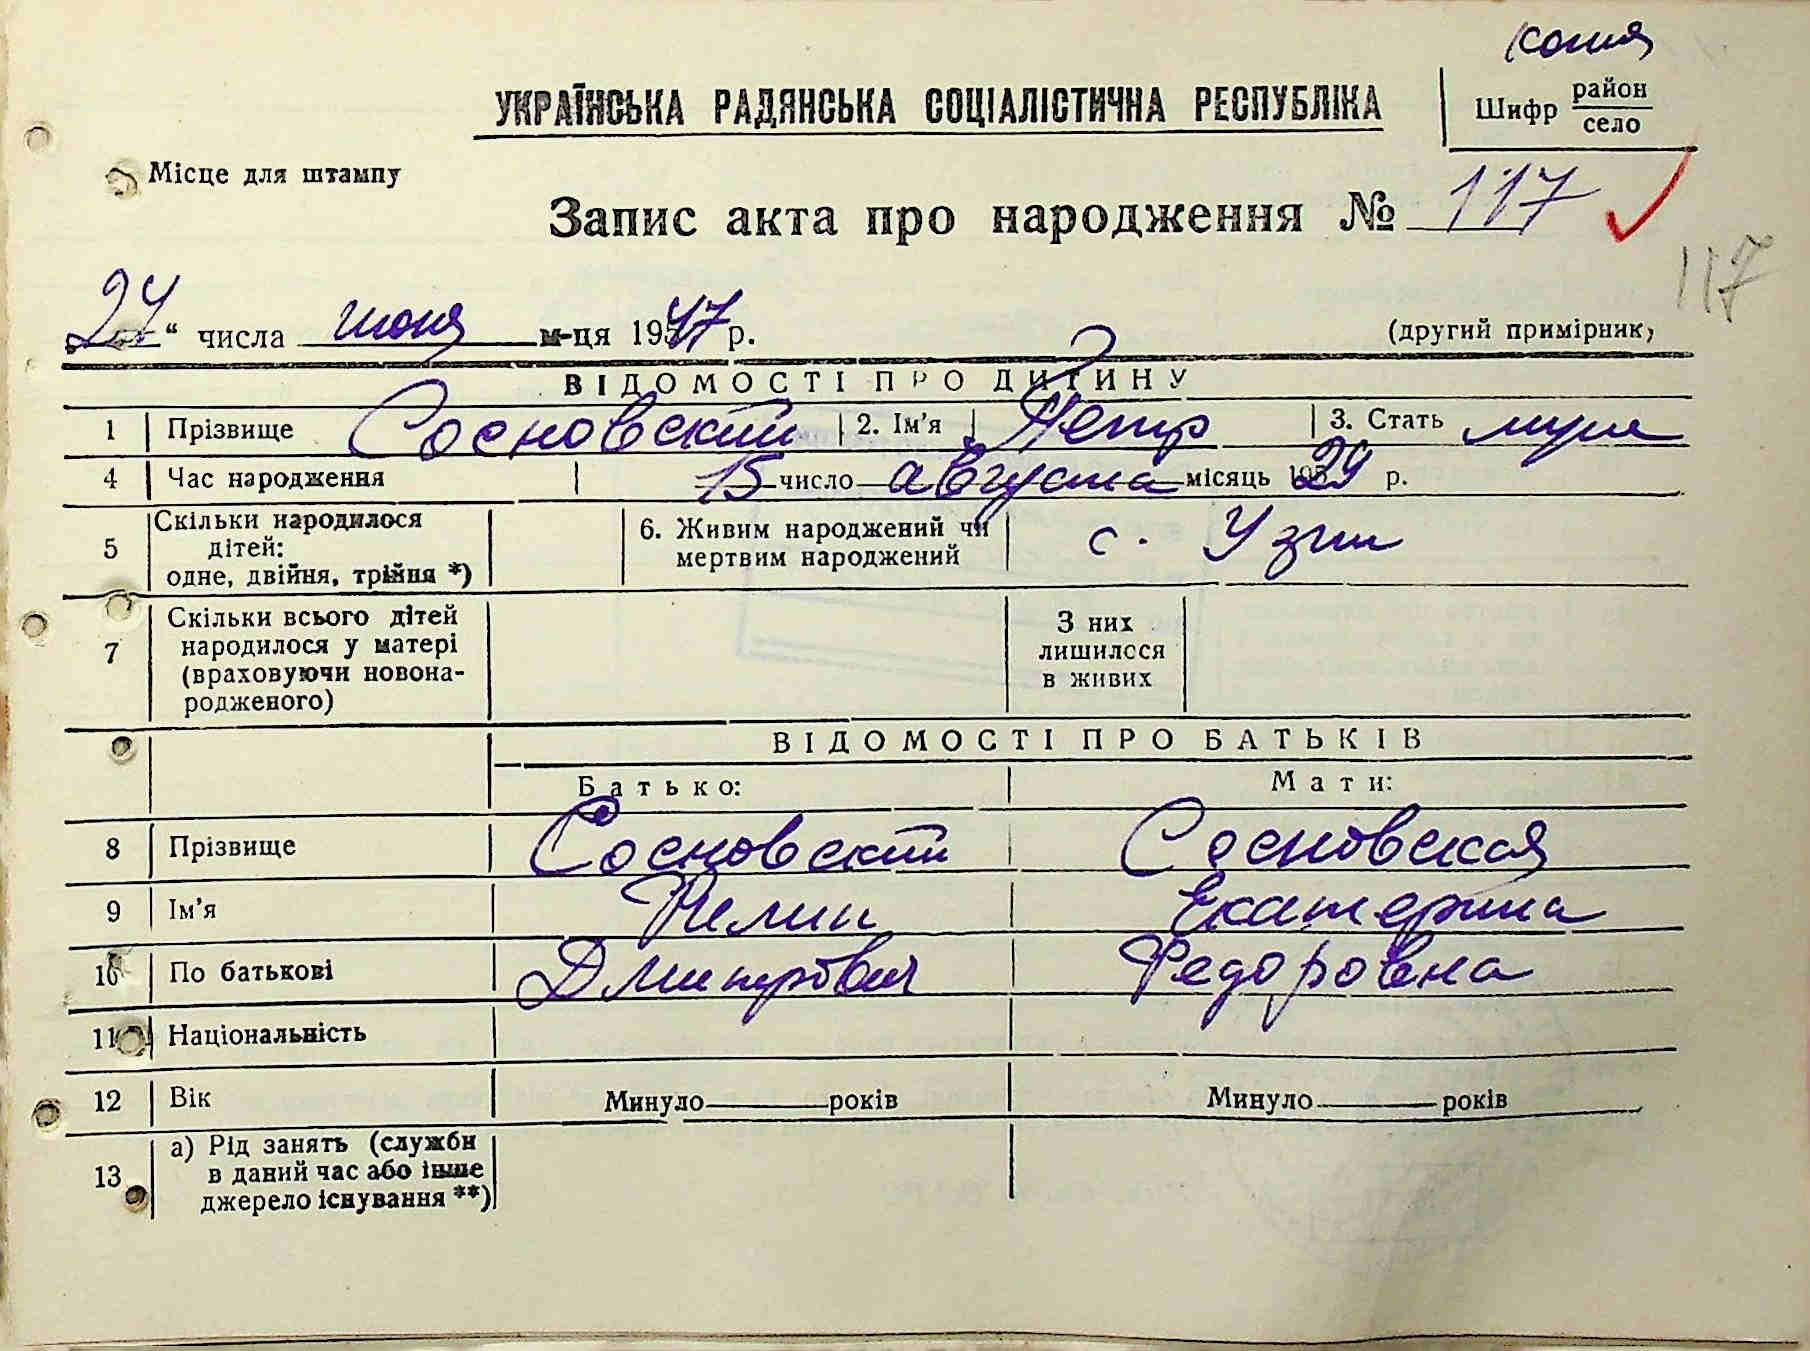 копия
УКРАЇНСЬКА РАДЯНСЬКА СОЦІАЛІСТИЧНА РЕСПУБЛІКА
Шифр район село
Місце для штампу
Запис акта про народження № 117
117
„24“ числа июня м-ця 1947 р. (другий примірник)
ВІДОМОСТІ ПРО ДИТИНУ
1 Прізвище Сосновский 2. Ім'я Петр 3. Стать муж
4 Час народження 15 число августа місяць 1929 р.
5 Скільки народилося дітей: одне, двійня, трійня *) 6. Живим народжений чи мертвим народжений с. Узин
7 Скільки всього дітей народилося у матері (враховуючи новонародженого) З них лишилося в живих
ВІДОМОСТІ ПРО БАТЬКІВ
Батько: Мати:
8 Прізвище Сосновский Сосновская
9 Ім'я Екатерина
10 По батькові Дмитрович Федоровна
11 Національність
12 Вік Минуло років Минуло років
13 а) Рід занять (служби в даний час або інше джерело існування **)